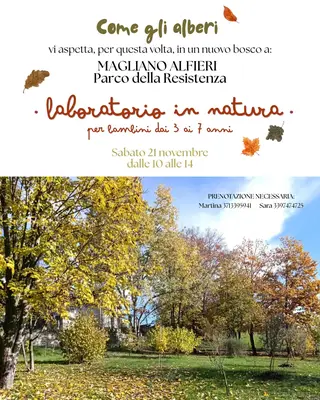 Come gli alberi
vi aspetta, per questa volta, in un nuovo bosco a:
MAGLIANO ALFIERI
Parco della Resistenza
• laboratorio in natura •
per bambini dai 3 ai 7 anni
Sabato 21 novembre
dalle 10 alle 14
PRENOTAZIONE NECESSARIA:
Martina 3713395941 Sara 3397474725